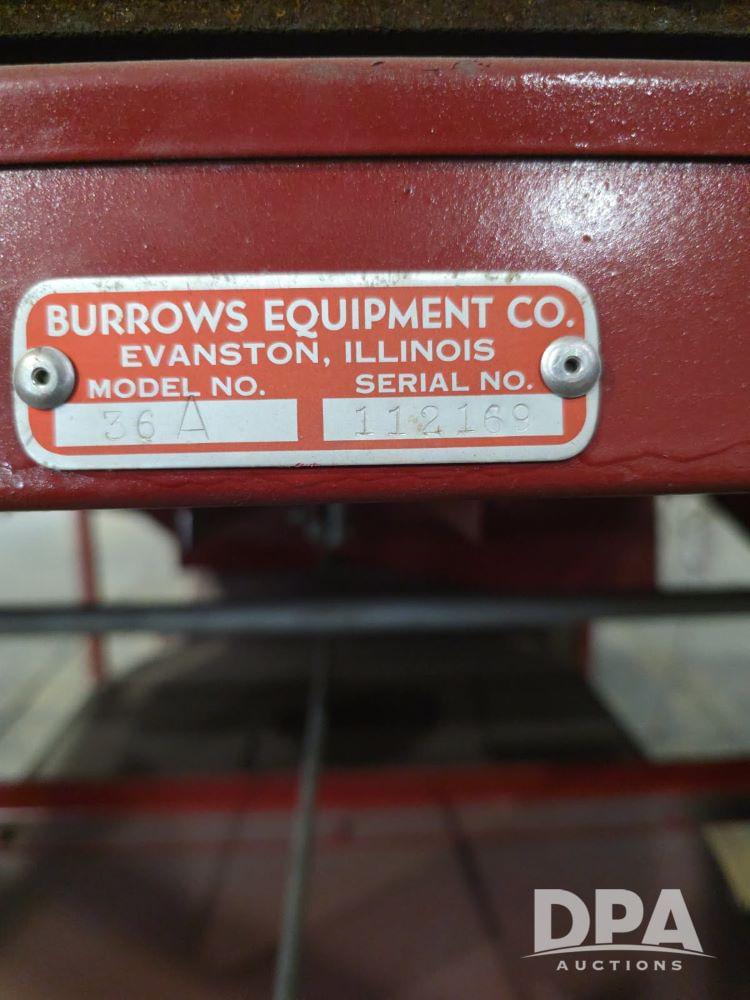 BURROWS EQUIPMENT CO.
EVANSTON, ILLINOIS
MODEL NO. SERIAL NO.
36 A 112169
DPA
AUCTIONS